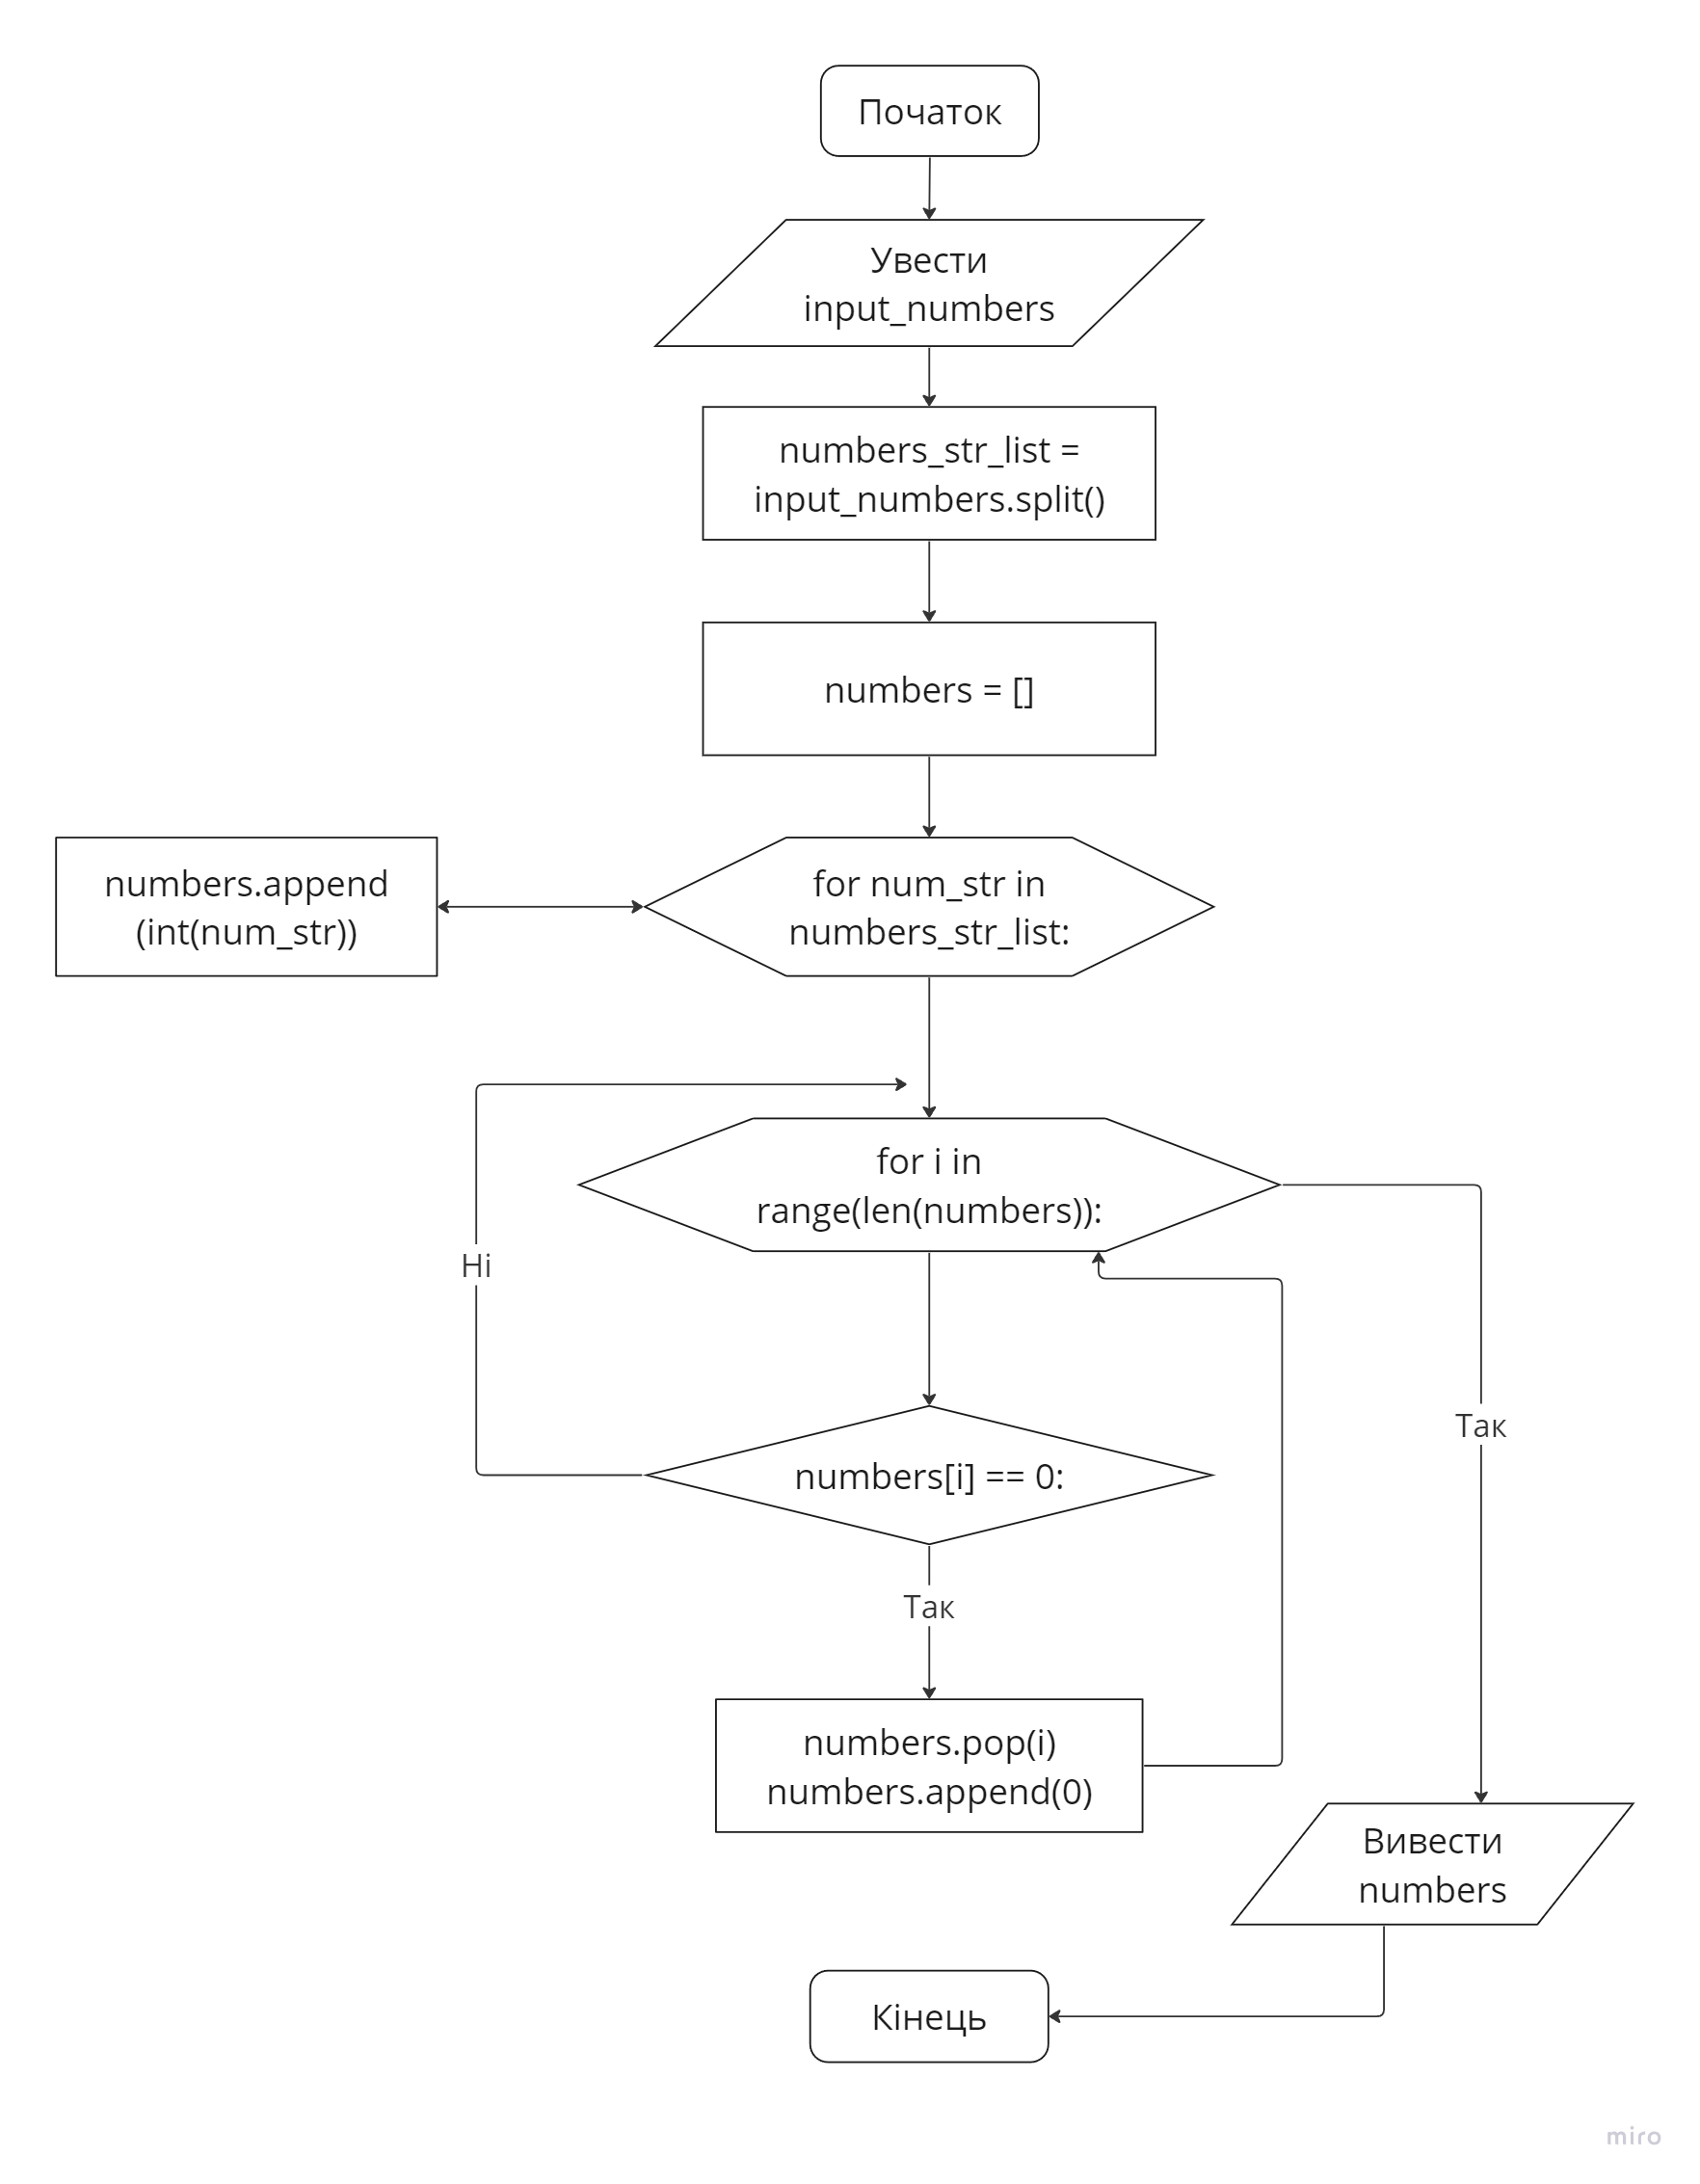 Початок
Увести
input_numbers
numbers_str_list =
input_numbers.split()
numbers = []
numbers.append
(int(num_str))
for num_str in
numbers_str_list:
for i in
range(len(numbers)):
Ні
Так
numbers[i] == 0:
Так
numbers.pop(i)
numbers.append(0)
Вивести
numbers
Кінець
miro